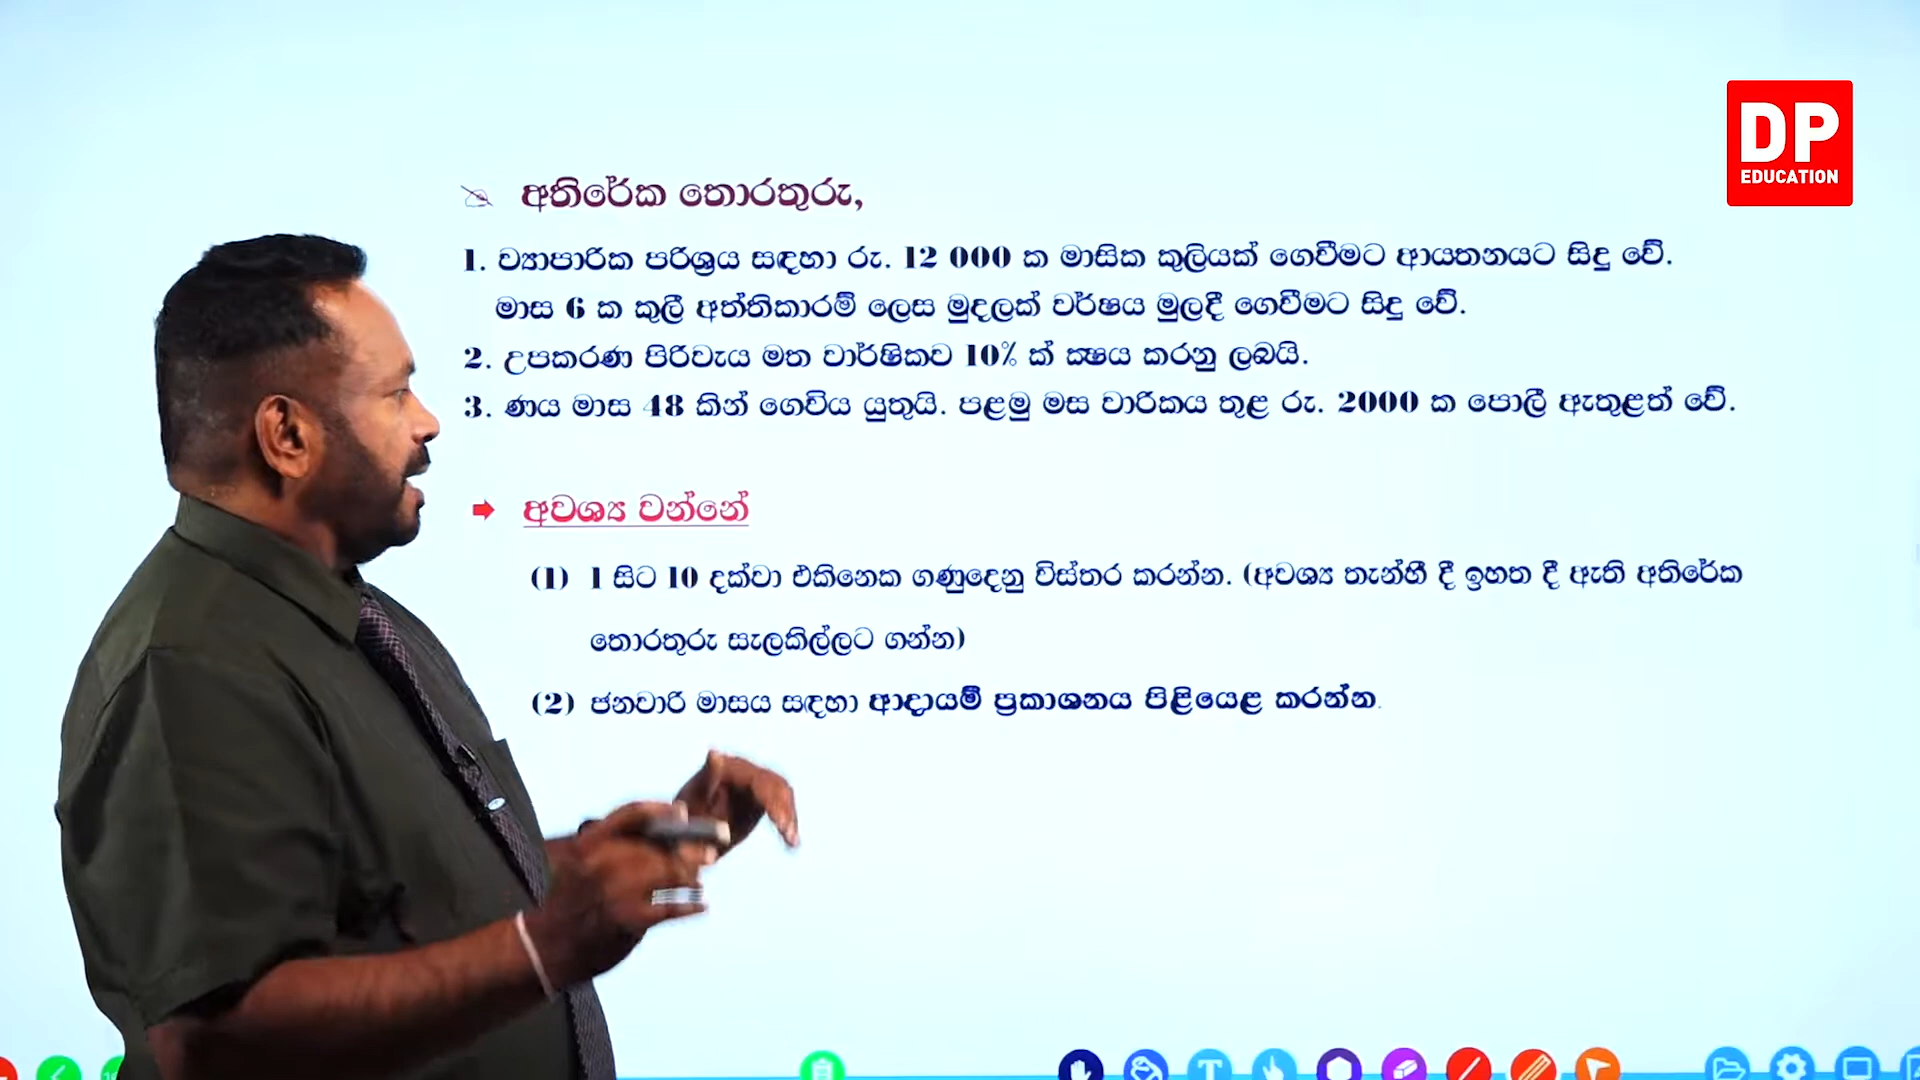 DP
EDUCATION
අතිරේක තොරතුරු,
1. ව්‍යාපාරික පරිශ්‍රය සඳහා රු. 12 000 ක මාසික කුලියක් ගෙවීමට ආයතනයට සිදු වේ.
මාස 6 ක කුලී අත්තිකාරම් ලෙස මුදලක් වර්ෂය මුලදී ගෙවීමට සිදු වේ.
2. උපකරණ පිරිවැය මත වාර්ෂිකව 10% ක් ක්‍ෂය කරනු ලබයි.
3. ණය මාස 48 කින් ගෙවිය යුතුයි. පළමු මස වාරිකය තුළ රු. 2000 ක පොලී ඇතුළත් වේ.
අවශ්‍ය වන්නේ
(1) 1 සිට 10 දක්වා එකිනෙක ගණුදෙනු විස්තර කරන්න. (අවශ්‍ය තැන්හී දී ඉහත දී ඇති අතිරේක
තොරතුරු සැලකිල්ලට ගන්න)
(2) ජනවාරි මාසය සඳහා ආදායම් ප්‍රකාශනය පිළියෙළ කරන්න.